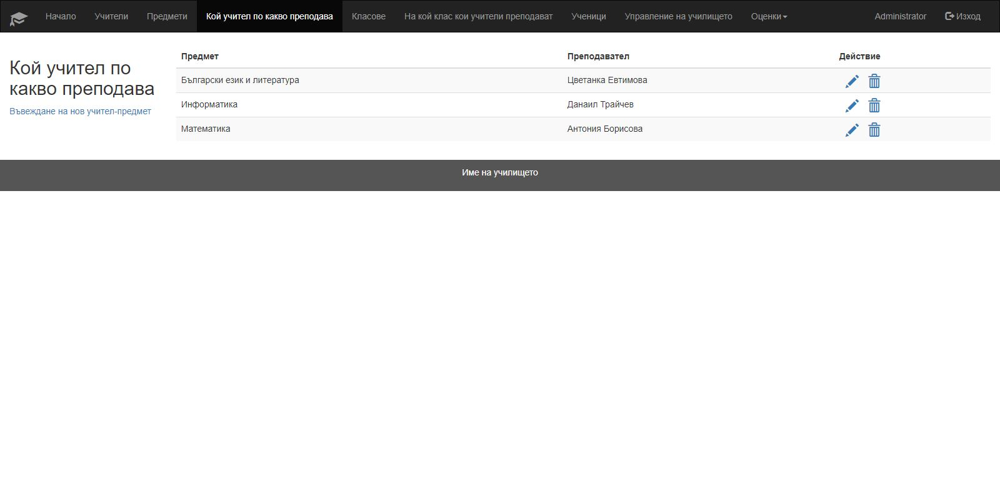 Начало Учители Предмети Кой учител по какво преподава Класове На кой клас кои учители преподават Ученици Управление на училището Оценки Administrator Изход
Кой учител по
какво преподава
Въвеждане на нов учител-предмет
Предмет Преподавател Действие
Български език и литература Цветанка Евтимова
Информатика Данаил Трайчев
Математика Антония Борисова
Име на училището